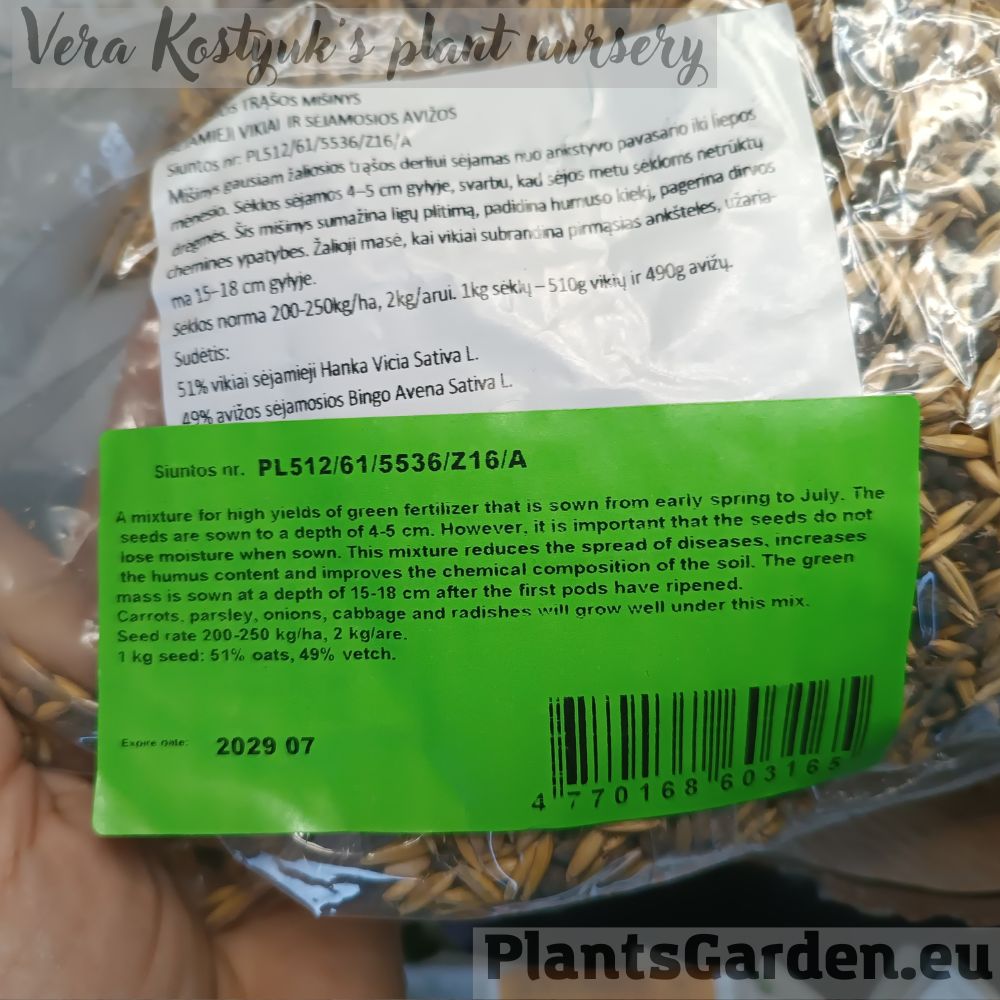 Vera Kostyuk's plant nursery
TRĄŠOS MIŠINYS
VIKIAI IR SĖJAMOSIOS AVIŽOS
Siuntos nr: PL512/61/5536/Z16/A
Mišinys gausiam žaliosios trąšos derliui sėjamas nuo ankstyvo pavasario iki liepos
mėnesio. Sėklos sėjamos 4-5 cm gylyje, svarbu, kad sėjos metu sėkloms netrūktų
drėgmės. Šis mišinys sumažina ligų plitimą, padidina humuso kiekį, pagerina dirvos
chemines ypatybes. Žalioji masė, kai vikiai subrandina pirmąsias ankšteles, užaria-
ma 15-18 cm gylyje.
Sėklos norma 200-250kg/ha, 2kg/arui. 1kg sėklų – 510g vikių ir 490g avižų.
Sudėtis:
51% vikiai sėjamieji Hanka Vicia Sativa L.
49% avižos sėjamosios Bingo Avena Sativa L.
Siuntos nr. PL512/61/5536/Z16/A
A mixture for high yields of green fertilizer that is sown from early spring to July. The
seeds are sown to a depth of 4-5 cm. However, it is important that the seeds do not
lose moisture when sown. This mixture reduces the spread of diseases, increases
the humus content and improves the chemical composition of the soil. The green
mass is sown at a depth of 15-18 cm after the first pods have ripened.
Carrots, parsley, onions, cabbage and radishes will grow well under this mix.
Seed rate 200-250 kg/ha, 2 kg/are.
1 kg seed: 51% oats, 49% vetch.
Expire date: 2029 07
4 770168 603165
PlantsGarden.eu